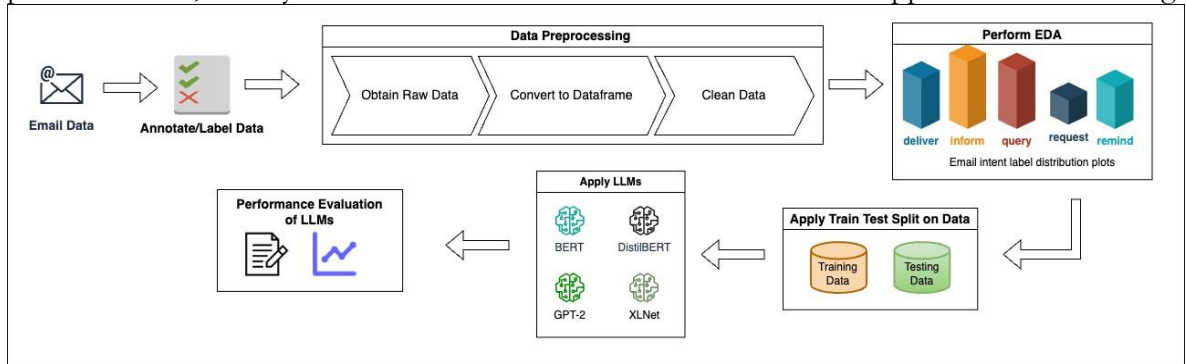 Data Preprocessing
Perform EDA
@
Obtain Raw Data
Convert to Dataframe
Clean Data
Email Data
Annotate/Label Data
deliver
inform
query
request
remind
Email intent label distribution plots
Performance Evaluation
of LLMs
Apply LLMs
BERT
DistilBERT
GPT-2
XLNet
Apply Train Test Split on Data
Training
Data
Testing
Data